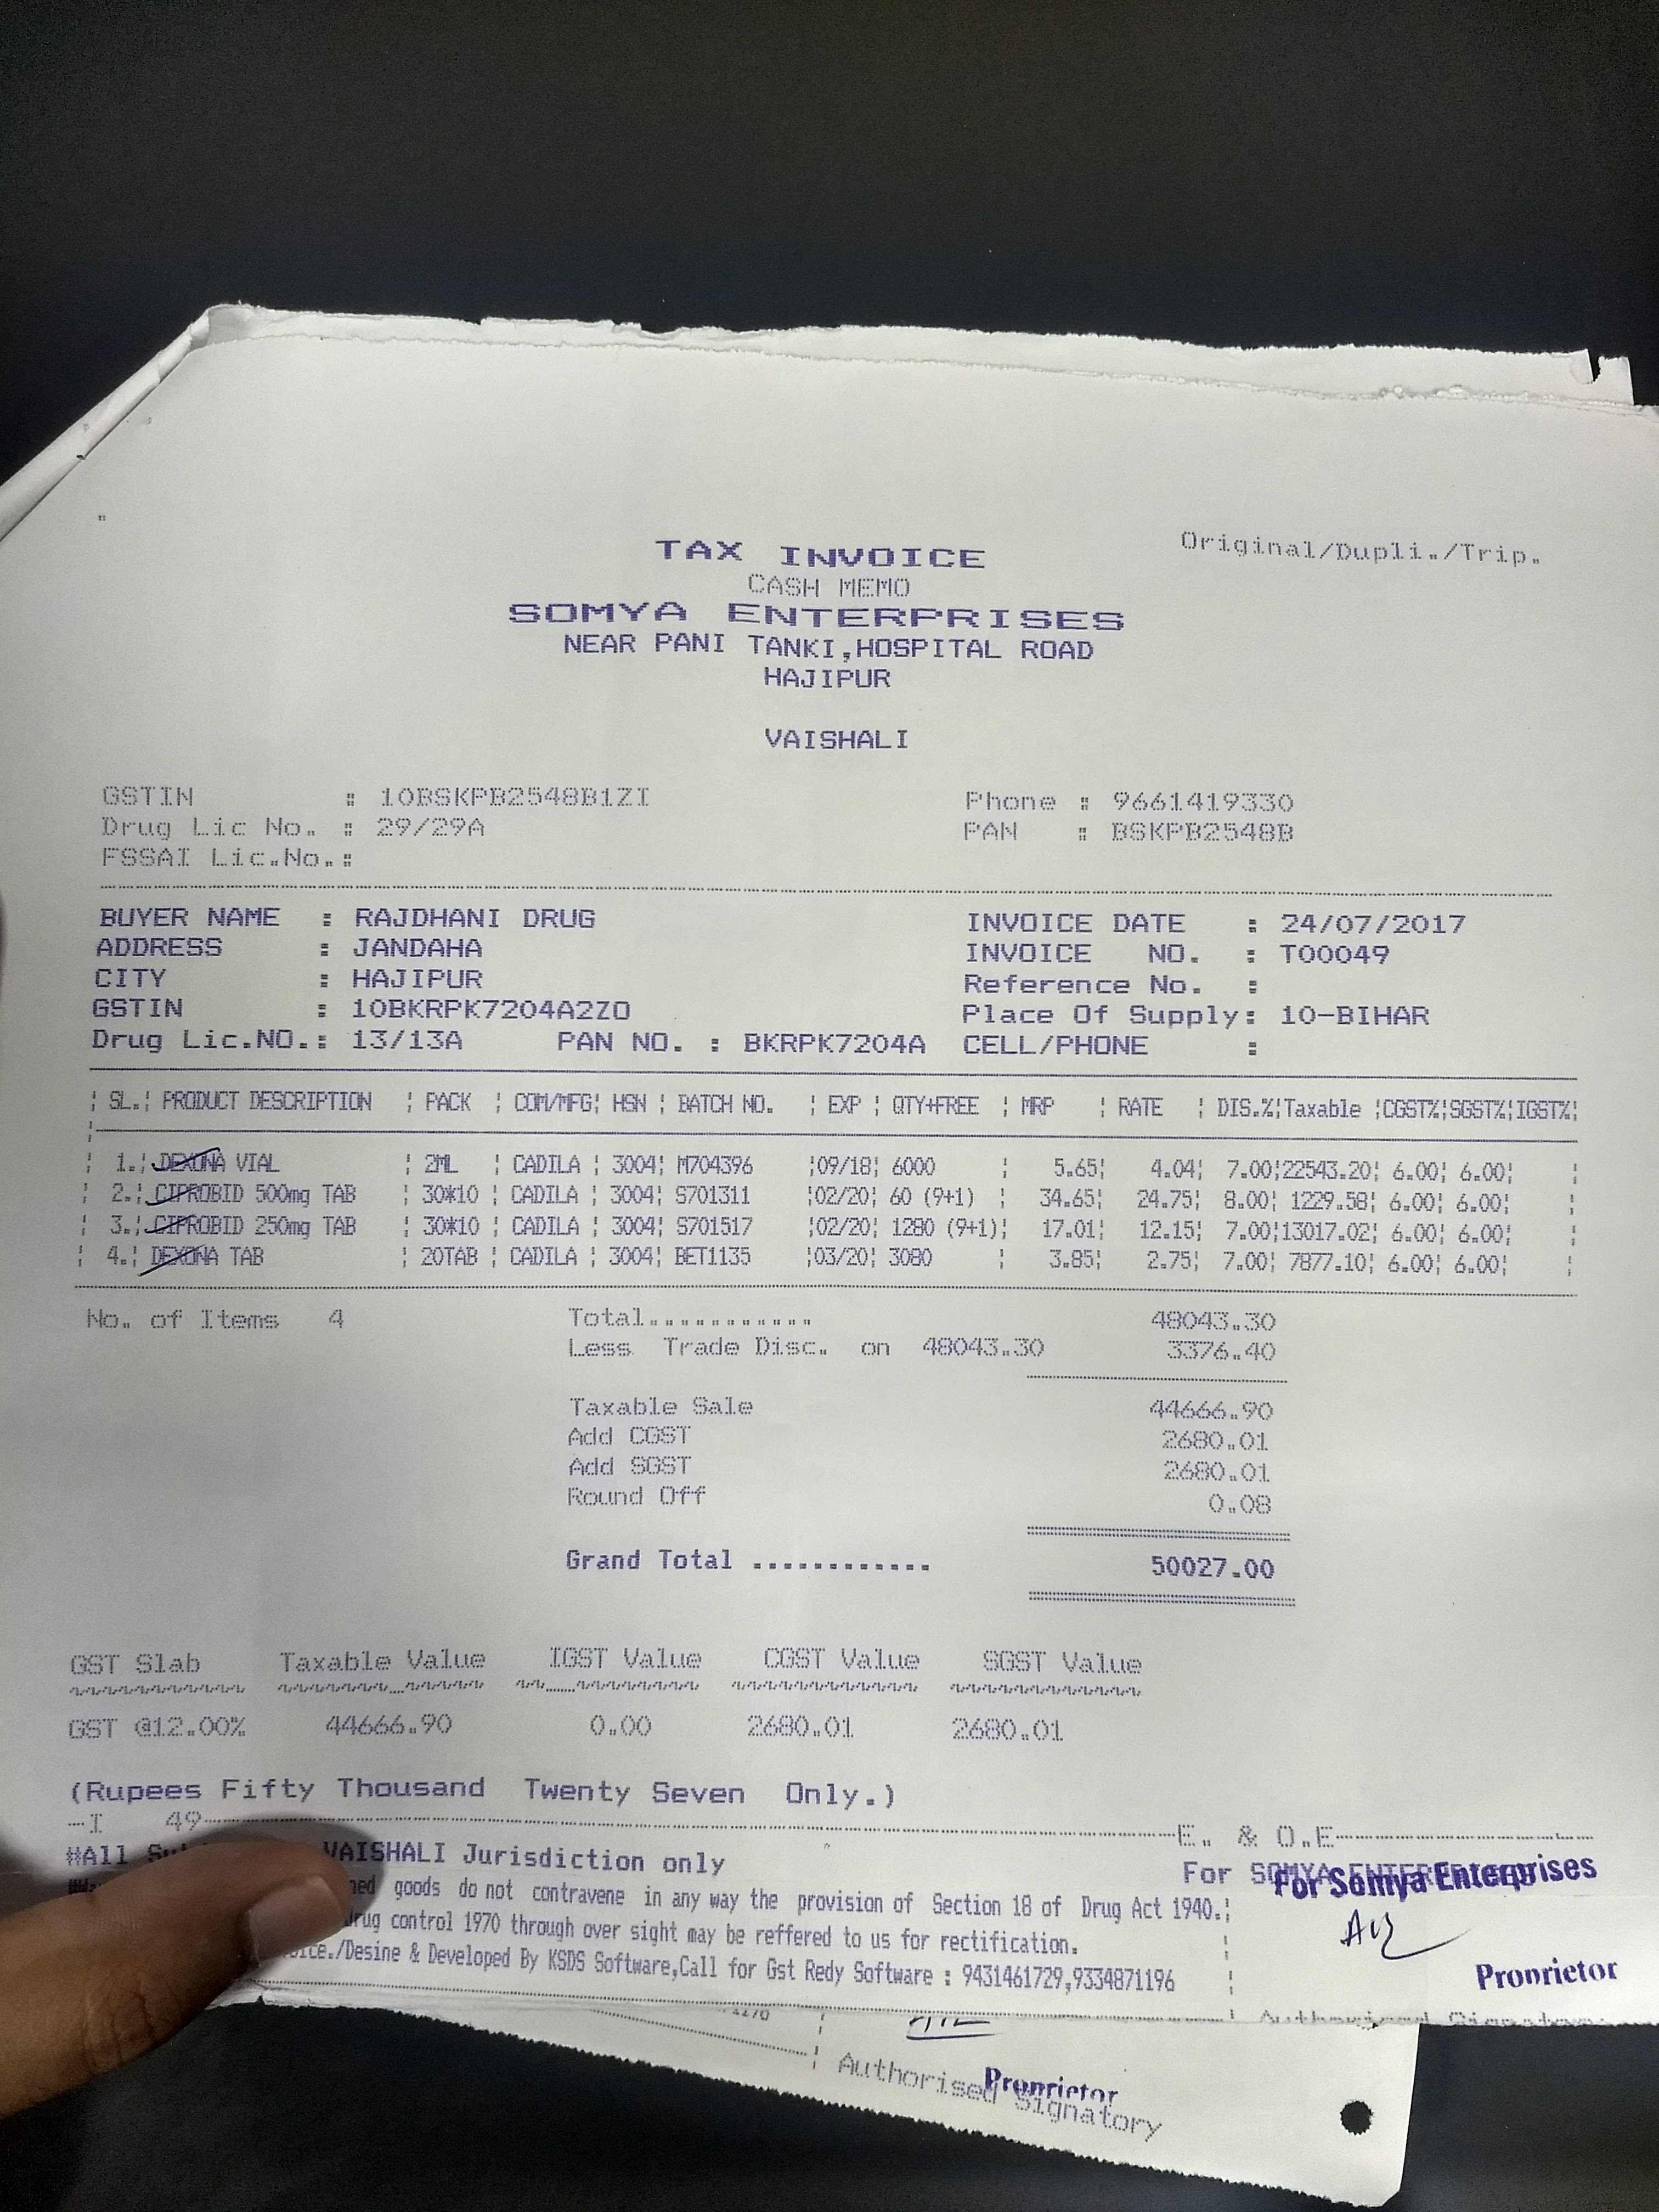 Original/Dupli./Trip.
TAX INVOICE
CASH MEMO
SOMYA ENTERPRISES
NEAR PANI TANKI,HOSPITAL ROAD
HAJIPUR
VAISHALI
GSTIN : 10BSKPB2548B1ZI Phone : 9661419330
Drug Lic No. : 29/29A PAN : BSKPB2548B
FSSAI Lic.No.:
BUYER NAME : RAJDHANI DRUG INVOICE DATE : 24/07/2017
ADDRESS : JANDAHA INVOICE NO. : T00049
CITY : HAJIPUR Reference No. :
GSTIN : 10BKRPK7204A2ZO Place Of Supply: 10-BIHAR
Drug Lic.NO.: 13/13A PAN NO. : BKRPK7204A CELL/PHONE :
SL. PRODUCT DESCRIPTION PACK COM/MFG HSN BATCH NO. EXP QTY+FREE MRP RATE DIS.% Taxable CGST% SGST% IGST%
1. DEXONA VIAL 2ML CADILA 3004 M704396 09/18 6000 5.65 4.04 7.00 22543.20 6.00 6.00
2. CIPROBID 500mg TAB 30*10 CADILA 3004 S701311 02/20 60 (9+1) 34.65 24.75 8.00 1229.58 6.00 6.00
3. CIPROBID 250mg TAB 30*10 CADILA 3004 S701517 02/20 1280 (9+1) 17.01 12.15 7.00 13017.02 6.00 6.00
4. DEXONA TAB 20TAB CADILA 3004 BET1135 03/20 3080 3.85 2.75 7.00 7877.10 6.00 6.00
No. of Items 4 Total........... 48043.30
Less Trade Disc. on 48043.30 3376.40
Taxable Sale 44666.90
Add CGST 2680.01
Add SGST 2680.01
Round Off 0.08
Grand Total ............ 50027.00
GST Slab Taxable Value IGST Value CGST Value SGST Value
GST @12.00% 44666.90 0.00 2680.01 2680.01
(Rupees Fifty Thousand Twenty Seven Only.)
-I 49 E. & O.E
#All VAISHALI Jurisdiction only
For SOMYA ENTERPRISES
For Somya Enterprises
goods do not contravene in any way the provision of Section 18 of Drug Act 1940.
drug control 1970 through over sight may be reffered to us for rectification.
/Desine & Developed By KSDS Software,Call for Gst Redy Software : 9431461729,9334871196
Proprietor
Authorised Signatory
Proprietor
Authorised Signatory